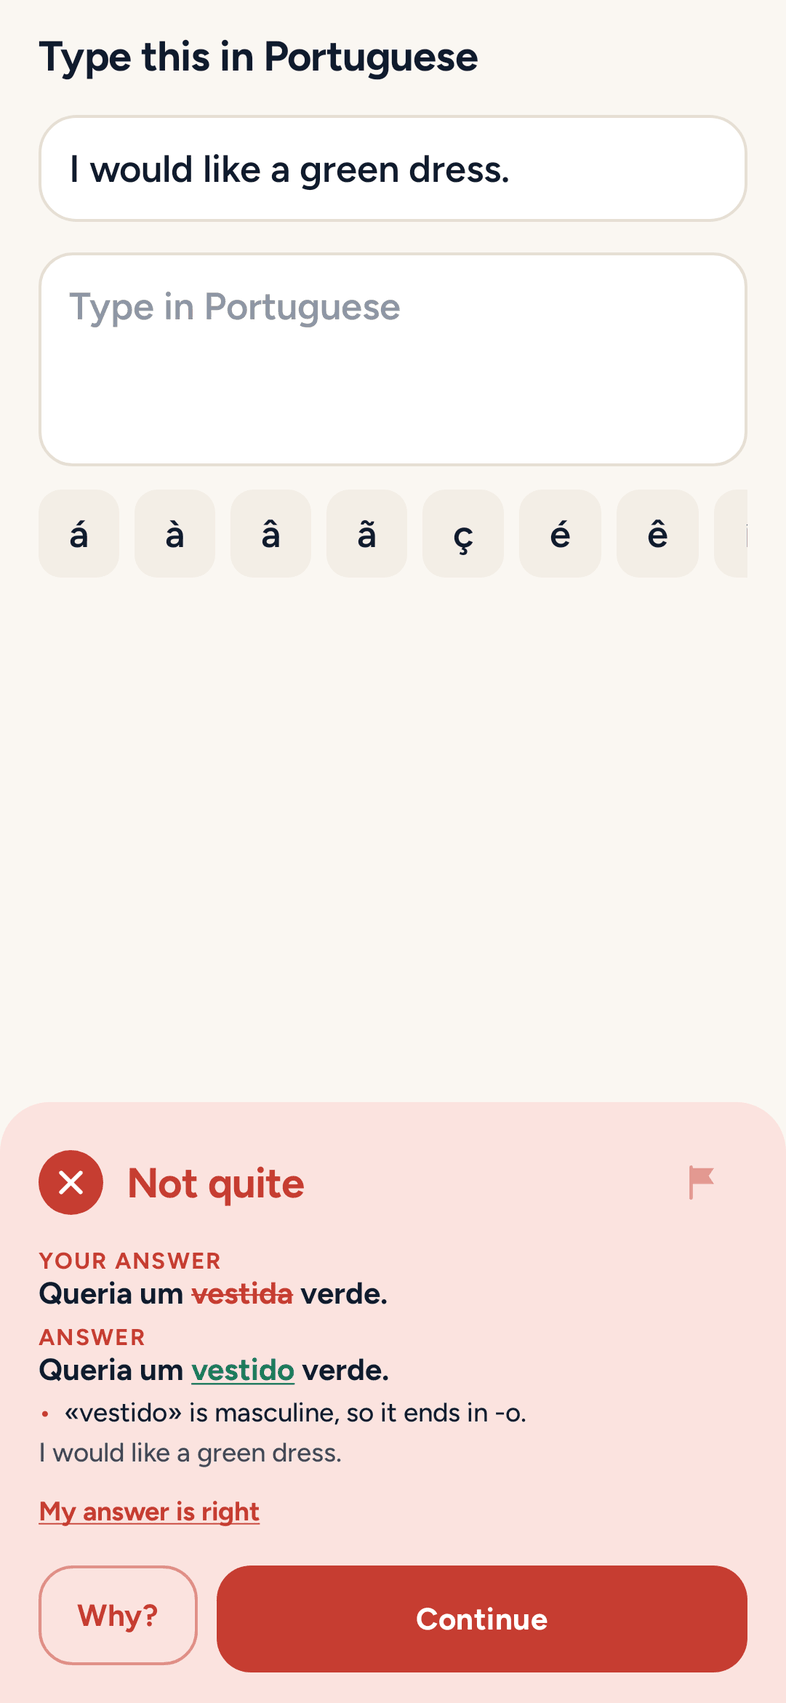 Type this in Portuguese
I would like a green dress.
Type in Portuguese
á à â ã ç é ê
Not quite
YOUR ANSWER
Queria um vestida verde.
ANSWER
Queria um vestido verde.
• «vestido» is masculine, so it ends in -o.
I would like a green dress.
My answer is right
Why? Continue